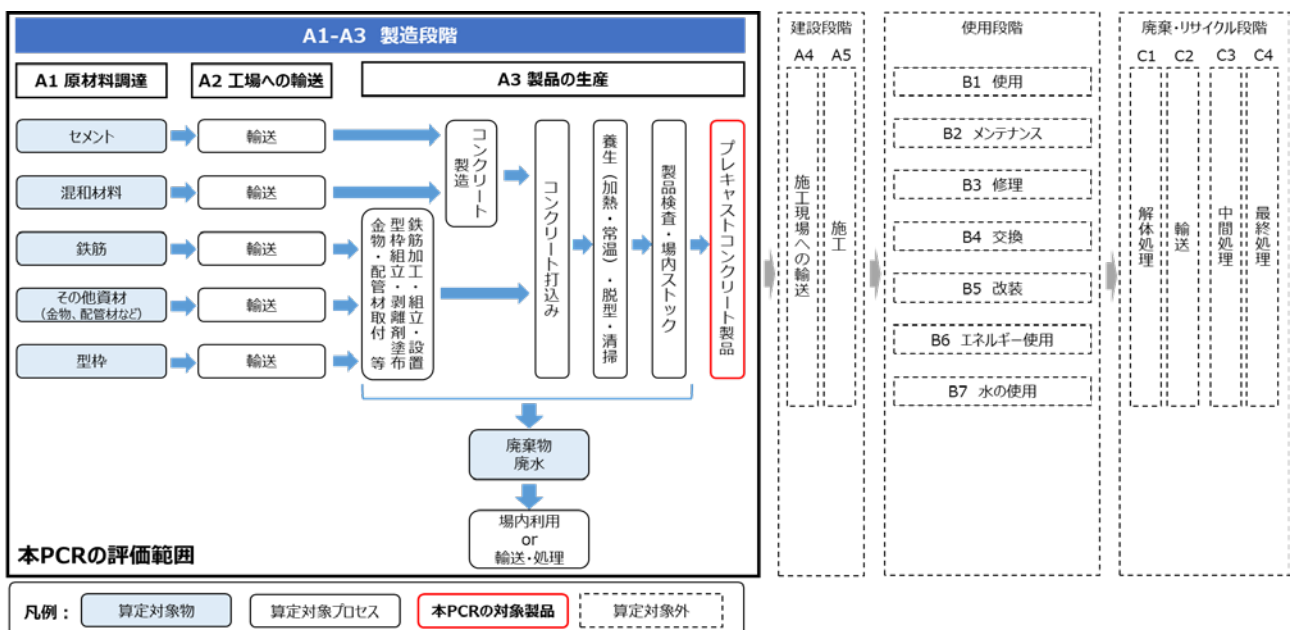 A1-A3 製造段階
A1 原材料調達
A2 工場への輸送
A3 製品の生産
セメント
輸送
混和材料
輸送
鉄筋
輸送
その他資材
(金物、配管材など)
輸送
型枠
輸送
コンクリート
製造
鉄筋加工・組立・設置
型枠組立・剥離剤塗布
金物・配管材取付 等
コンクリート打込み
養生(加熱・常温)・脱型・清掃
製品検査・場内ストック
プレキャストコンクリート製品
廃棄物
廃水
場内利用
or
輸送・処理
本PCRの評価範囲
建設段階
A4
A5
施工現場への輸送
施工
使用段階
B1 使用
B2 メンテナンス
B3 修理
B4 交換
B5 改装
B6 エネルギー使用
B7 水の使用
廃棄・リサイクル段階
C1
C2
C3
C4
解体処理
輸送
中間処理
最終処理
凡例：
算定対象物
算定対象プロセス
本PCRの対象製品
算定対象外